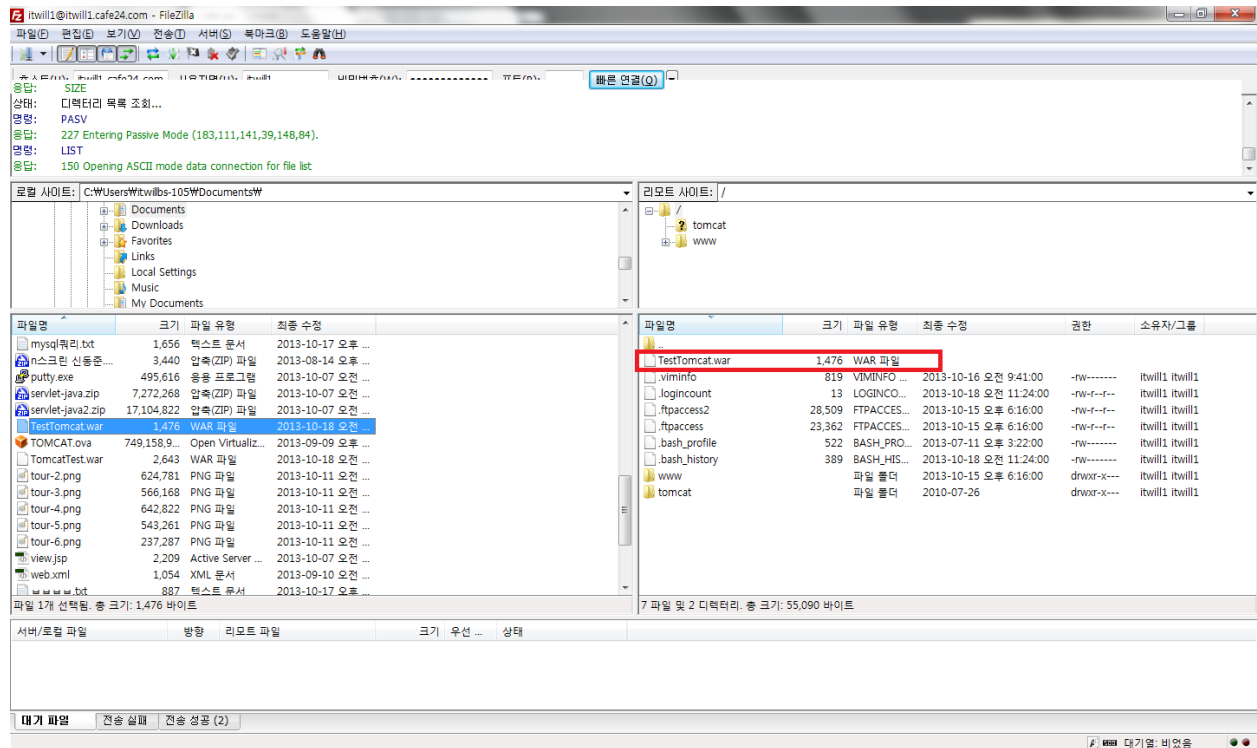 itwill1@itwill1.cafe24.com - FileZilla
파일(F) 편집(E) 보기(V) 전송(T) 서버(S) 북마크(B) 도움말(H)
빠른 연결(Q)
응답: SIZE
상태: 디렉터리 목록 조회...
명령: PASV
응답: 227 Entering Passive Mode (183,111,141,39,148,84).
명령: LIST
응답: 150 Opening ASCII mode data connection for file list
로컬 사이트: C:₩Users₩itwillbs-105₩Documents₩
Documents
Downloads
Favorites
Links
Local Settings
Music
My Documents
리모트 사이트: /
/
tomcat
www
파일명 크기 파일 유형 최종 수정
mysql쿼리.txt 1,656 텍스트 문서 2013-10-17 오후 ...
n스크린 신동준.... 3,440 압축(ZIP) 파일 2013-08-14 오후 ...
putty.exe 495,616 응용 프로그램 2013-10-07 오전 ...
servlet-java.zip 7,272,268 압축(ZIP) 파일 2013-10-07 오전 ...
servlet-java2.zip 17,104,822 압축(ZIP) 파일 2013-10-07 오전 ...
TestTomcat.war 1,476 WAR 파일 2013-10-18 오전 ...
TOMCAT.ova 749,158,9... Open Virtualiz... 2013-09-09 오후 ...
TomcatTest.war 2,643 WAR 파일 2013-10-18 오전 ...
tour-2.png 624,781 PNG 파일 2013-10-11 오전 ...
tour-3.png 566,168 PNG 파일 2013-10-11 오전 ...
tour-4.png 642,822 PNG 파일 2013-10-11 오전 ...
tour-5.png 543,261 PNG 파일 2013-10-11 오전 ...
tour-6.png 237,287 PNG 파일 2013-10-11 오전 ...
view.jsp 2,209 Active Server ... 2013-10-07 오전 ...
web.xml 1,054 XML 문서 2013-09-10 오전 ...
ㅂㅂㅂㅂ.txt 887 텍스트 문서 2013-10-17 오후 ...
파일 1개 선택됨. 총 크기: 1,476 바이트
파일명 크기 파일 유형 최종 수정 권한 소유자/그룹
..
TestTomcat.war 1,476 WAR 파일
.viminfo 819 VIMINFO ... 2013-10-16 오전 9:41:00 -rw------- itwill1 itwill1
.logincount 13 LOGINCO... 2013-10-18 오전 11:24:00 -rw-r--r-- itwill1 itwill1
.ftpaccess2 28,509 FTPACCES... 2013-10-15 오후 6:16:00 -rw-r--r-- itwill1 itwill1
.ftpaccess 23,362 FTPACCES... 2013-10-15 오후 6:16:00 -rw-r--r-- itwill1 itwill1
.bash_profile 522 BASH_PRO... 2013-07-11 오후 3:22:00 -rw------- itwill1 itwill1
.bash_history 389 BASH_HIS... 2013-10-18 오전 11:24:00 -rw------- itwill1 itwill1
www 파일 폴더 2013-10-15 오후 6:16:00 drwxr-x--- itwill1 itwill1
tomcat 파일 폴더 2010-07-26 drwxr-x--- itwill1 itwill1
7 파일 및 2 디렉터리. 총 크기: 55,090 바이트
서버/로컬 파일 방향 리모트 파일 크기 우선 ... 상태
대기 파일 전송 실패 전송 성공 (2)
대기열: 비었음